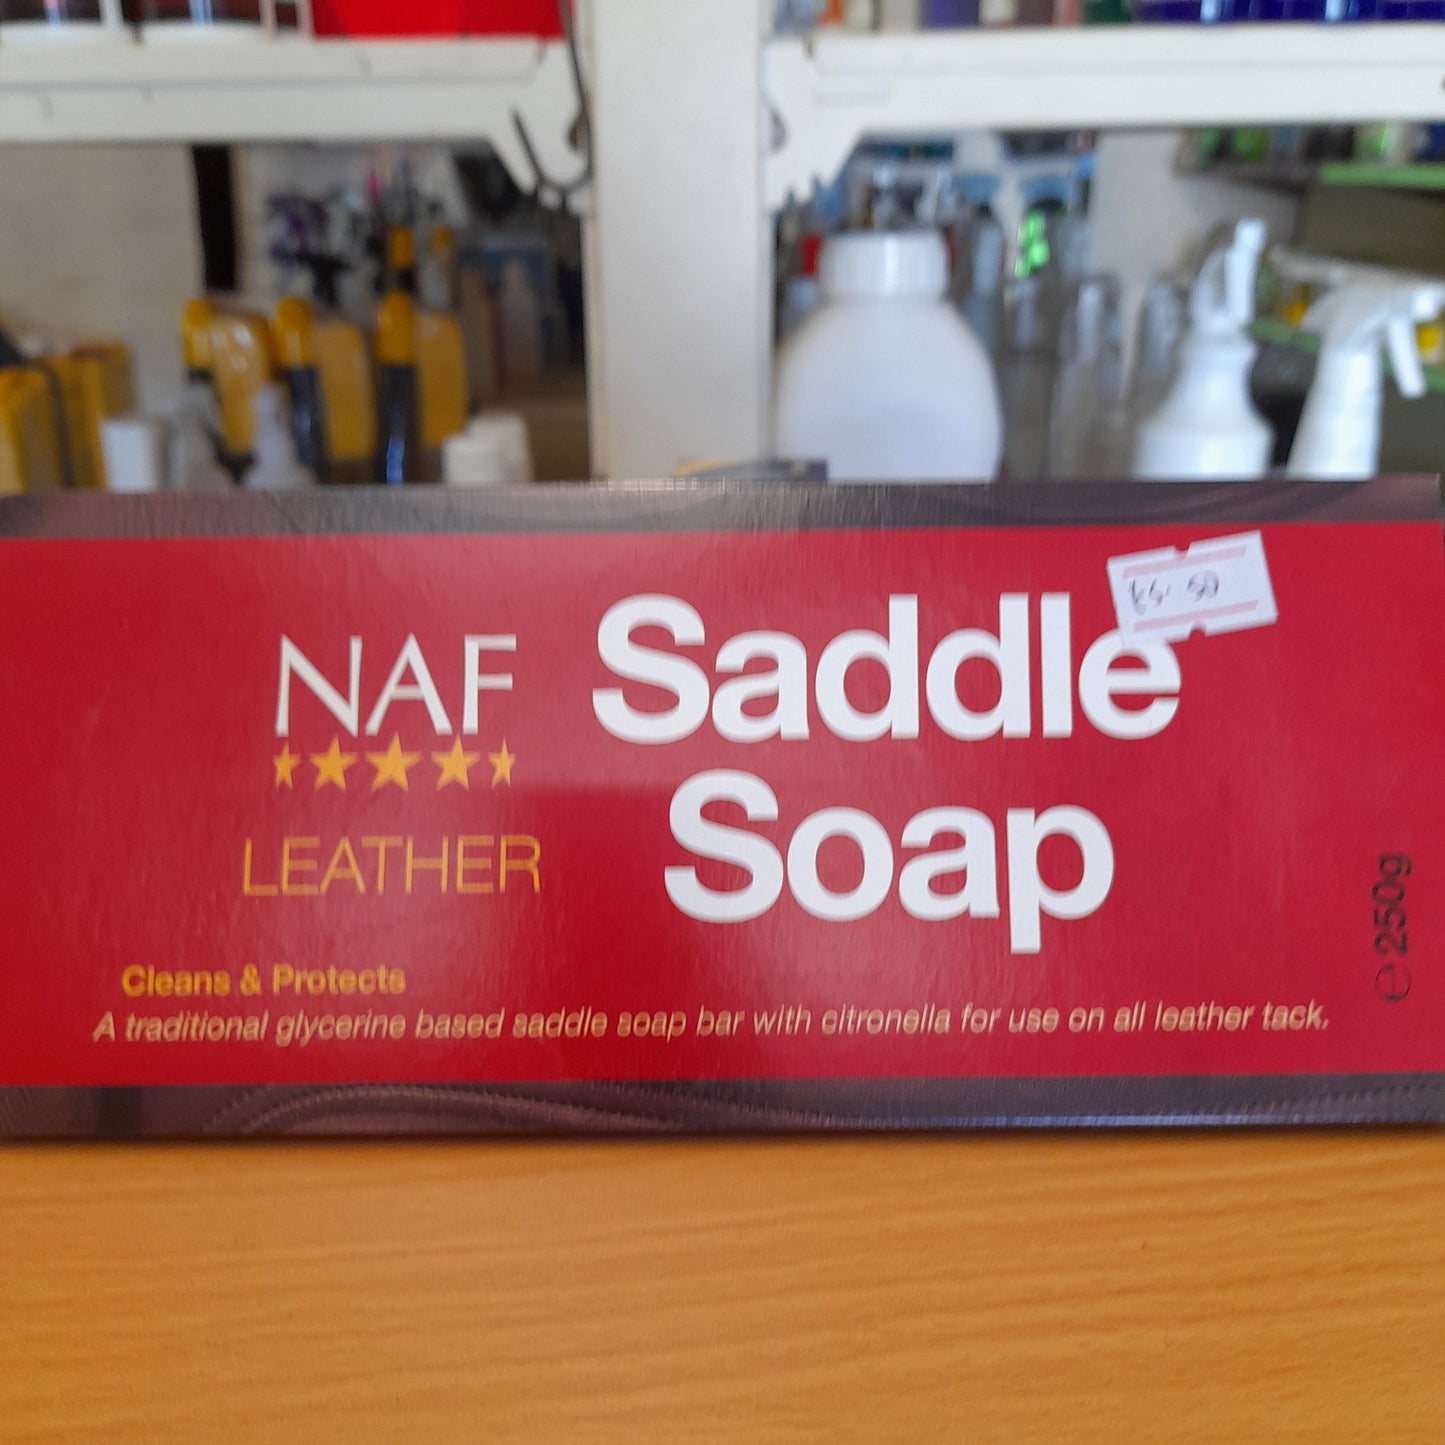 NAF
LEATHER
Saddle
Soap
Cleans & Protects
A traditional glycerine based saddle soap bar with citronella for use on all leather tack.
e 250g